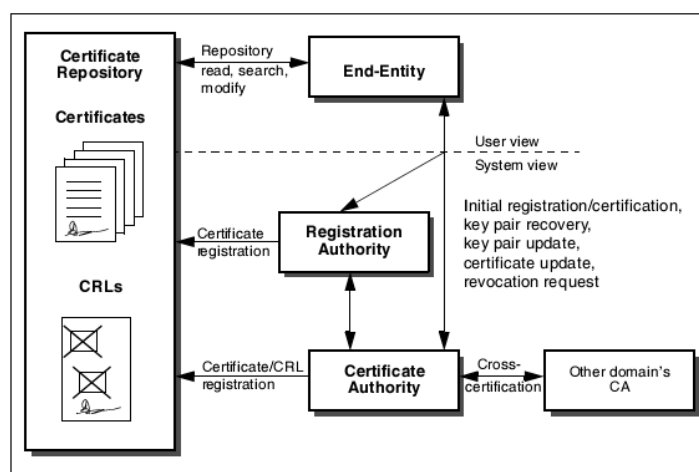 Certificate
Repository
Certificates
CRLs
Repository
read, search,
modify
End-Entity
User view
System view
Initial registration/certification,
key pair recovery,
key pair update,
certificate update,
revocation request
Certificate
registration
Registration
Authority
Certificate/CRL
registration
Certificate
Authority
Cross-
certification
Other domain's
CA